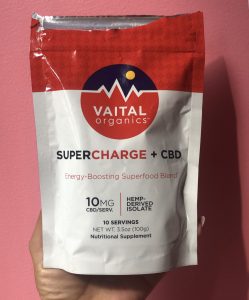 VAITAL
organics™
SUPERCHARGE + CBD
Energy-Boosting Superfood Blend
10MG
CBD/SERV.
HEMP-
DERIVED
ISOLATE
10 SERVINGS
NET WT. 3.5oz (100g)
Nutritional Supplement